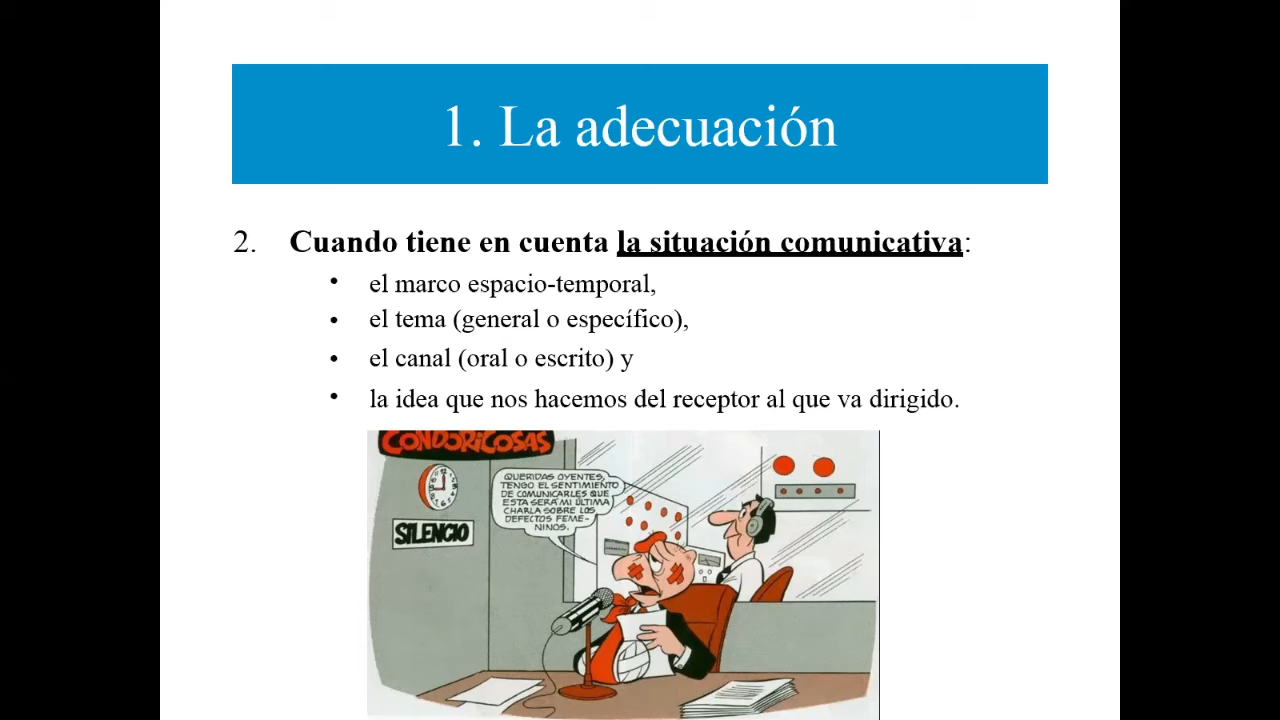 1. La adecuación
2. Cuando tiene en cuenta la situación comunicativa:
• el marco espacio-temporal,
• el tema (general o específico),
• el canal (oral o escrito) y
• la idea que nos hacemos del receptor al que va dirigido.
CONDORICOSAS
QUERIDAS OYENTES,
TENGO EL SENTIMIENTO
DE COMUNICARLES QUE
ESTA SERÁ MI ÚLTIMA
CHARLA SOBRE LOS
DEFECTOS FEME-
NINOS.
SILENCIO